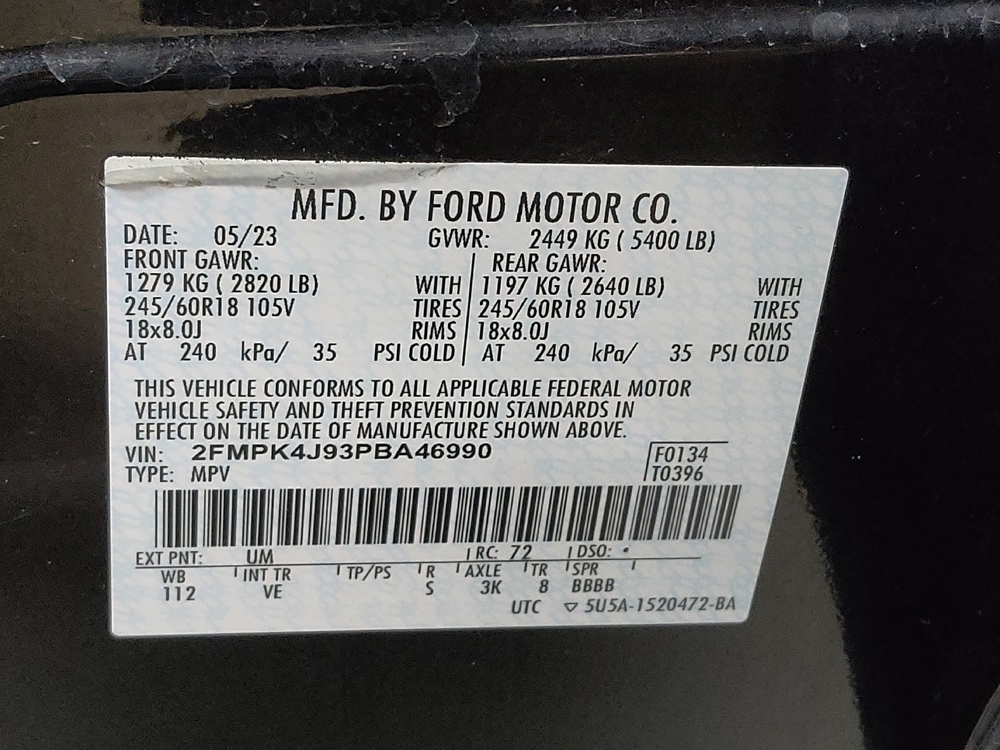 MFD. BY FORD MOTOR CO.
DATE: 05/23 GVWR: 2449 KG ( 5400 LB)
FRONT GAWR: REAR GAWR:
1279 KG ( 2820 LB) WITH 1197 KG ( 2640 LB) WITH
245/60R18 105V TIRES 245/60R18 105V TIRES
18x8.0J RIMS 18x8.0J RIMS
AT 240 kPa/ 35 PSI COLD AT 240 kPa/ 35 PSI COLD
THIS VEHICLE CONFORMS TO ALL APPLICABLE FEDERAL MOTOR
VEHICLE SAFETY AND THEFT PREVENTION STANDARDS IN
EFFECT ON THE DATE OF MANUFACTURE SHOWN ABOVE.
VIN: 2FMPK4J93PBA46990 F0134
TYPE: MPV T0396
EXT PNT: UM RC: 72 DSO:
WB INT TR TP/PS R AXLE TR SPR
112 VE S 3K 8 BBBB
UTC ▽ 5U5A-1520472-BA